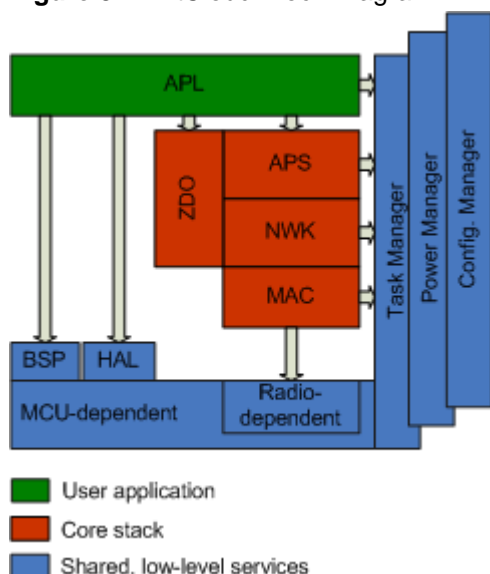 APL
ZDO
APS
NWK
MAC
Task Manager
Power Manager
Config. Manager
BSP
HAL
MCU-dependent
Radio-
dependent
User application
Core stack
Shared, low-level services